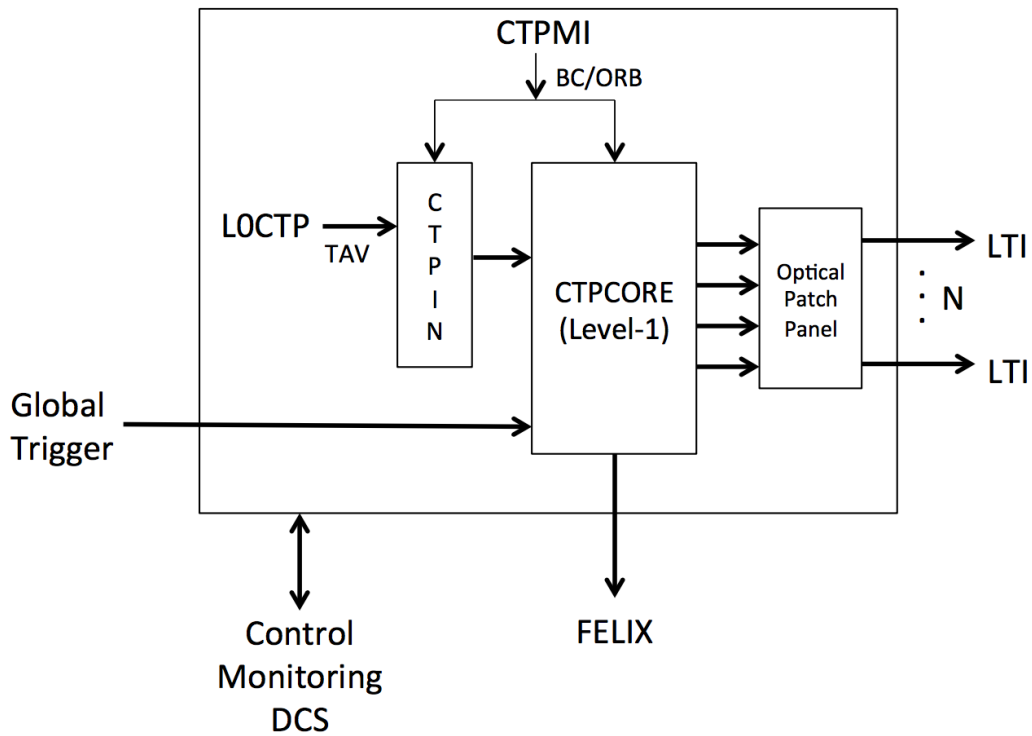 CTPMI
BC/ORB
C
T
P
I
N
L0CTP
TAV
CTPCORE
(Level-1)
Optical
Patch
Panel
LTI
N
LTI
Global
Trigger
Control
Monitoring
DCS
FELIX